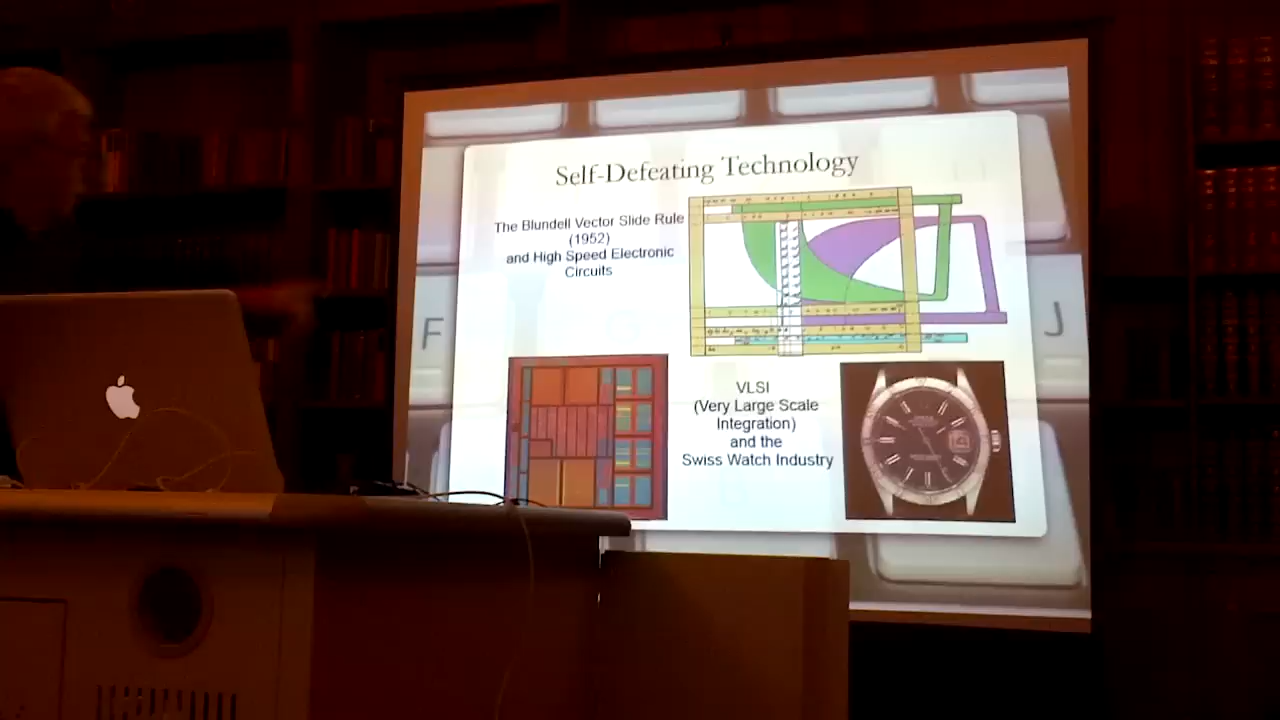 Self-Defeating Technology
The Blundell Vector Slide Rule
(1952)
and High Speed Electronic
Circuits
F
J
VLSI
(Very Large Scale
Integration)
and the
Swiss Watch Industry